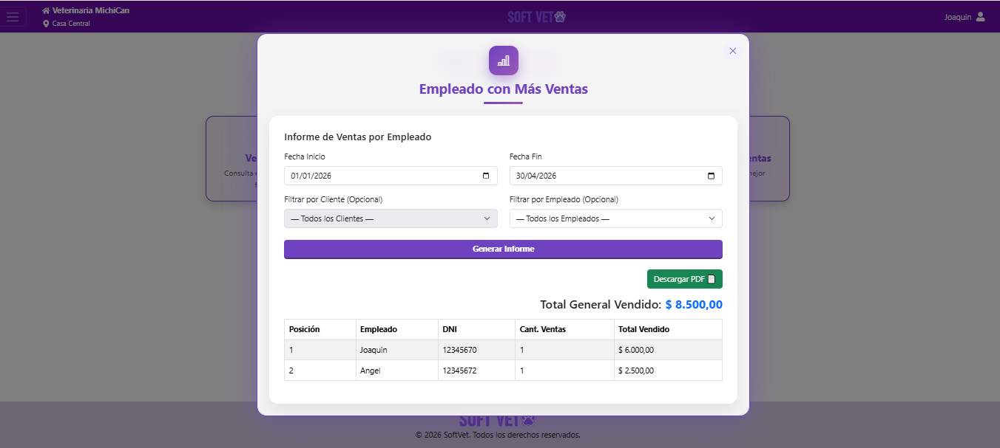 Veterinaria MichiCan
Casa Central
SOFT VET
Joaquin
Empleado con Más Ventas
Informe de Ventas por Empleado
Fecha Inicio
Fecha Fin
01/01/2026
30/04/2026
Filtrar por Cliente (Opcional)
Filtrar por Empleado (Opcional)
— Todos los Clientes —
— Todos los Empleados —
Generar Informe
Descargar PDF
Total General Vendido: $ 8.500,00
Posición Empleado DNI Cant. Ventas Total Vendido
1 Joaquin 12345670 1 $ 6.000,00
2 Angel 12345672 1 $ 2.500,00
Ve
Consulta
ntas
SOFT VET
© 2026 SoftVet. Todos los derechos reservados.